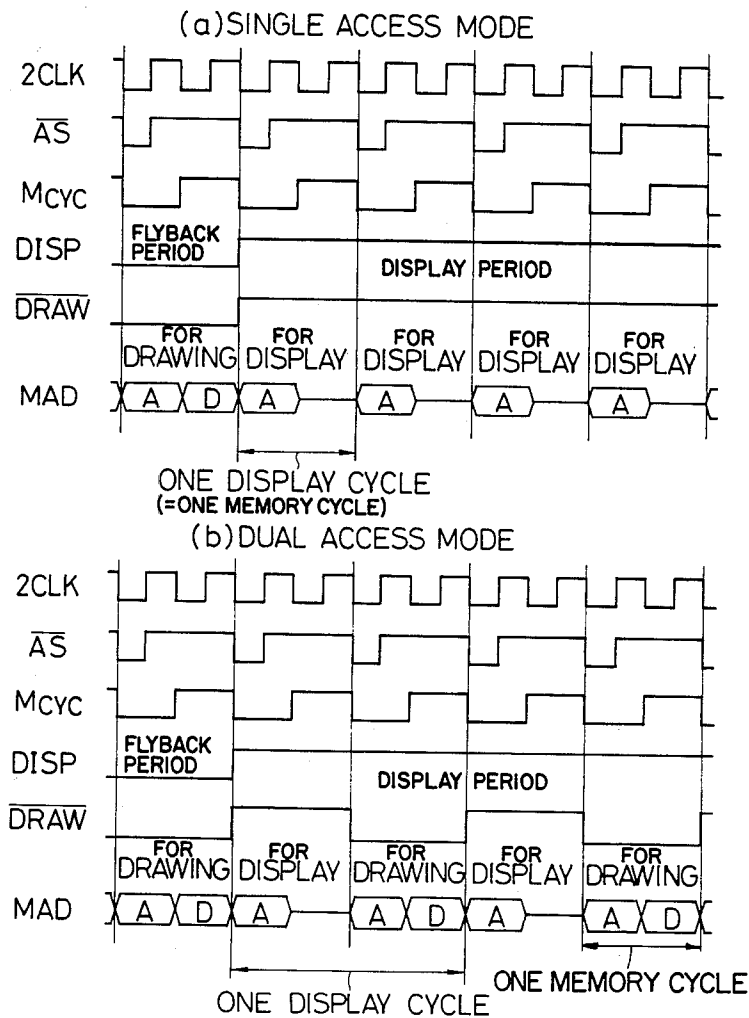 (a) SINGLE ACCESS MODE
2CLK
AS
MCYC
DISP
FLYBACK
PERIOD
DISPLAY PERIOD
DRAW
FOR DRAWING
FOR DISPLAY
FOR DISPLAY
FOR DISPLAY
FOR DISPLAY
MAD
A D A A A A
ONE DISPLAY CYCLE
(=ONE MEMORY CYCLE)
(b) DUAL ACCESS MODE
2CLK
AS
MCYC
DISP
FLYBACK
PERIOD
DISPLAY PERIOD
DRAW
FOR DRAWING
FOR DISPLAY
FOR DRAWING
FOR DISPLAY
FOR DRAWING
MAD
A D A A D A A D
ONE DISPLAY CYCLE
ONE MEMORY CYCLE